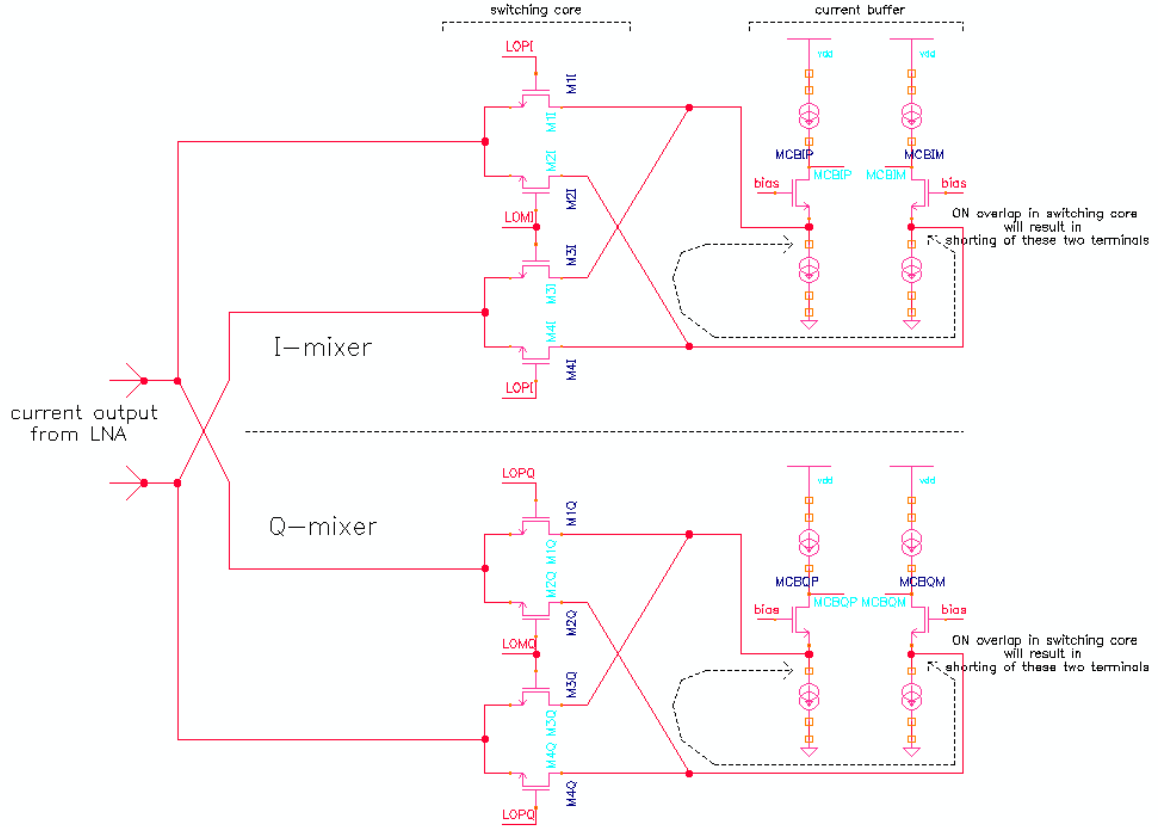 switching core
current buffer
LOPI
M1I
M1I
vdd
vdd
MCBIP
MCBIM
M2I
MCBIP
MCBIM
bias
bias
M2I
LOMI
ON overlap in switching core
will result in
shorting of these two terminals
M3I
M3I
M4I
I-mixer
M4I
LOPI
current output
from LNA
LOPQ
vdd
vdd
M1Q
Q-mixer
M1Q
MCBQP
MCBQM
M2Q
MCBQP
MCBQM
bias
bias
M2Q
LOMQ
ON overlap in switching core
will result in
shorting of these two terminals
M3Q
M3Q
M4Q
M4Q
LOPQ